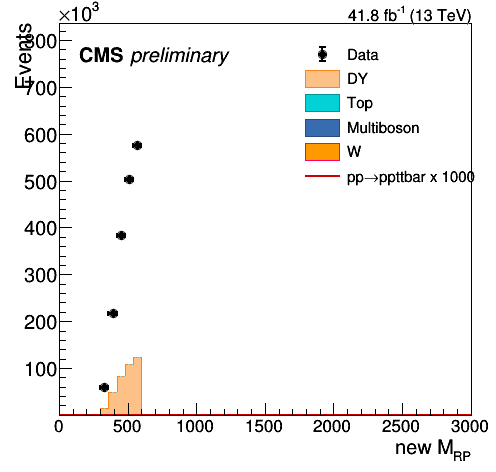 ×10³
41.8 fb⁻¹ (13 TeV)
Events
CMS preliminary
Data
DY
Top
Multiboson
W
pp→ppttbar x 1000
800
700
600
500
400
300
200
100
0 500 1000 1500 2000 2500 3000
new M_RP